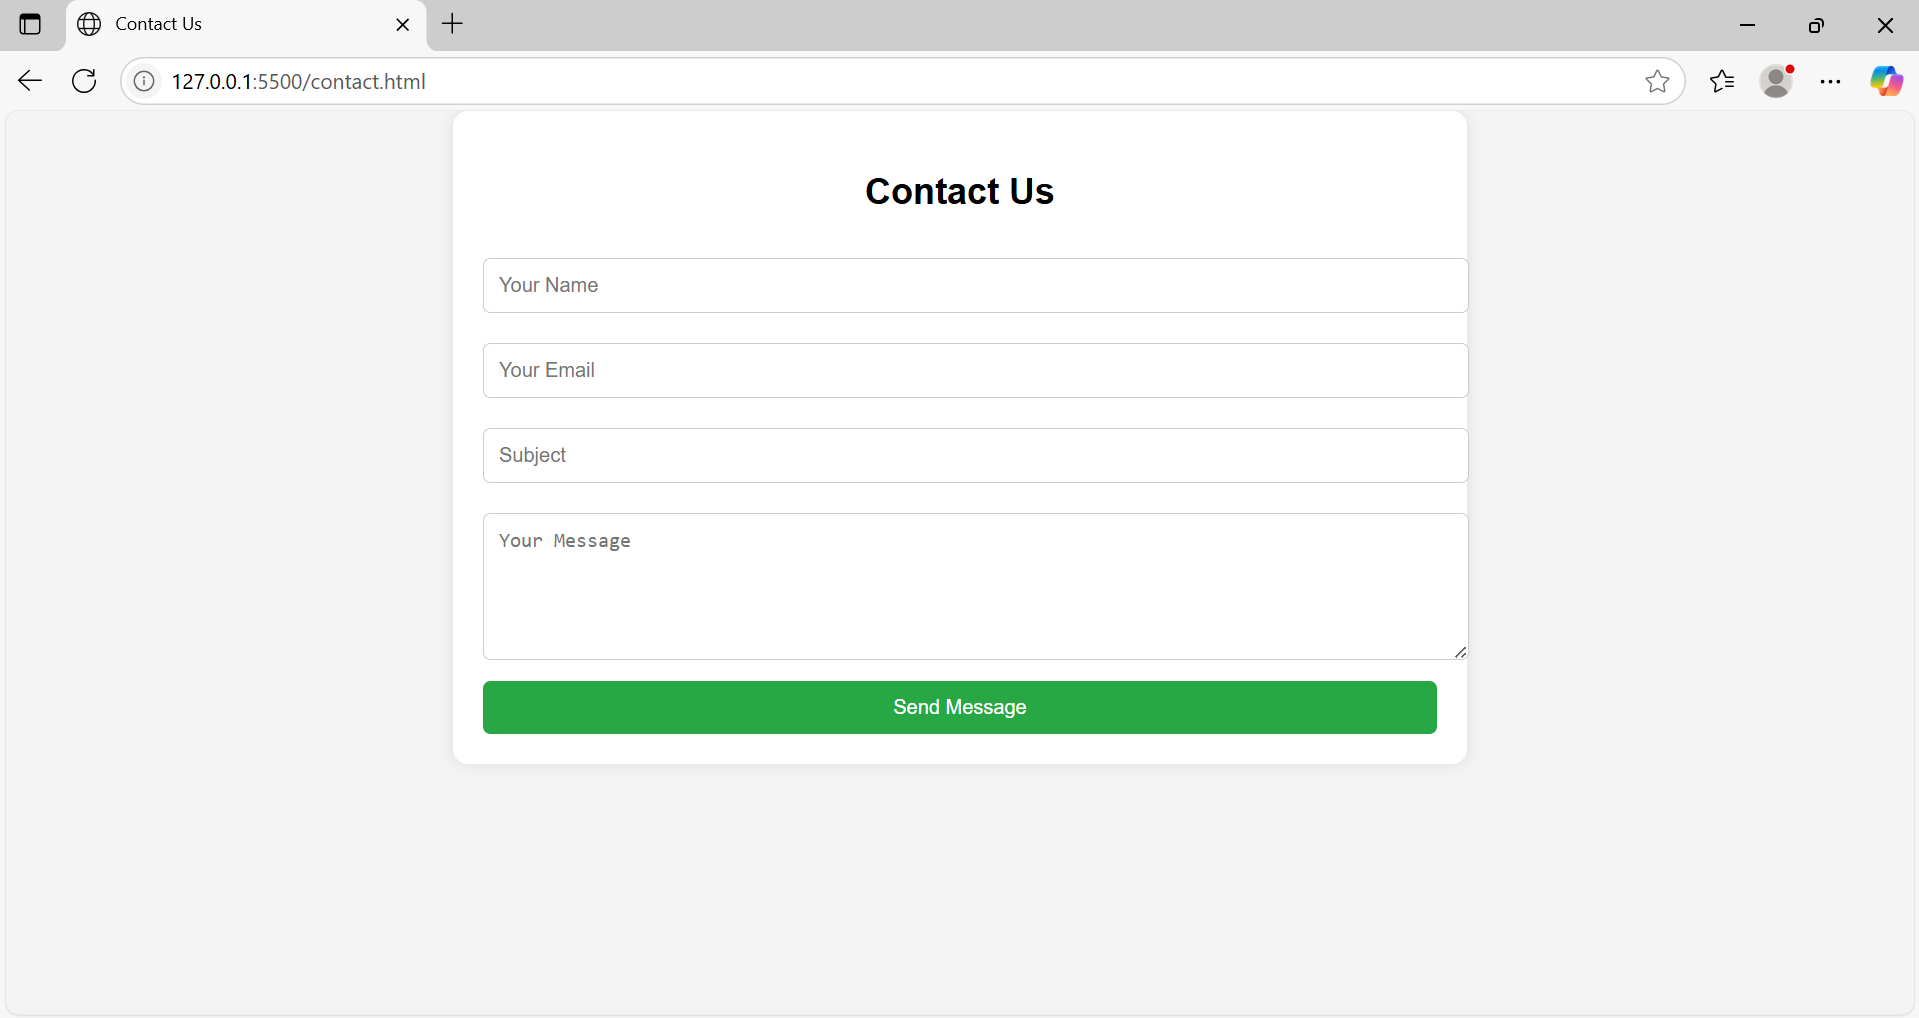 Contact Us
127.0.0.1:5500/contact.html
Contact Us
Your Name
Your Email
Subject
Your Message
Send Message